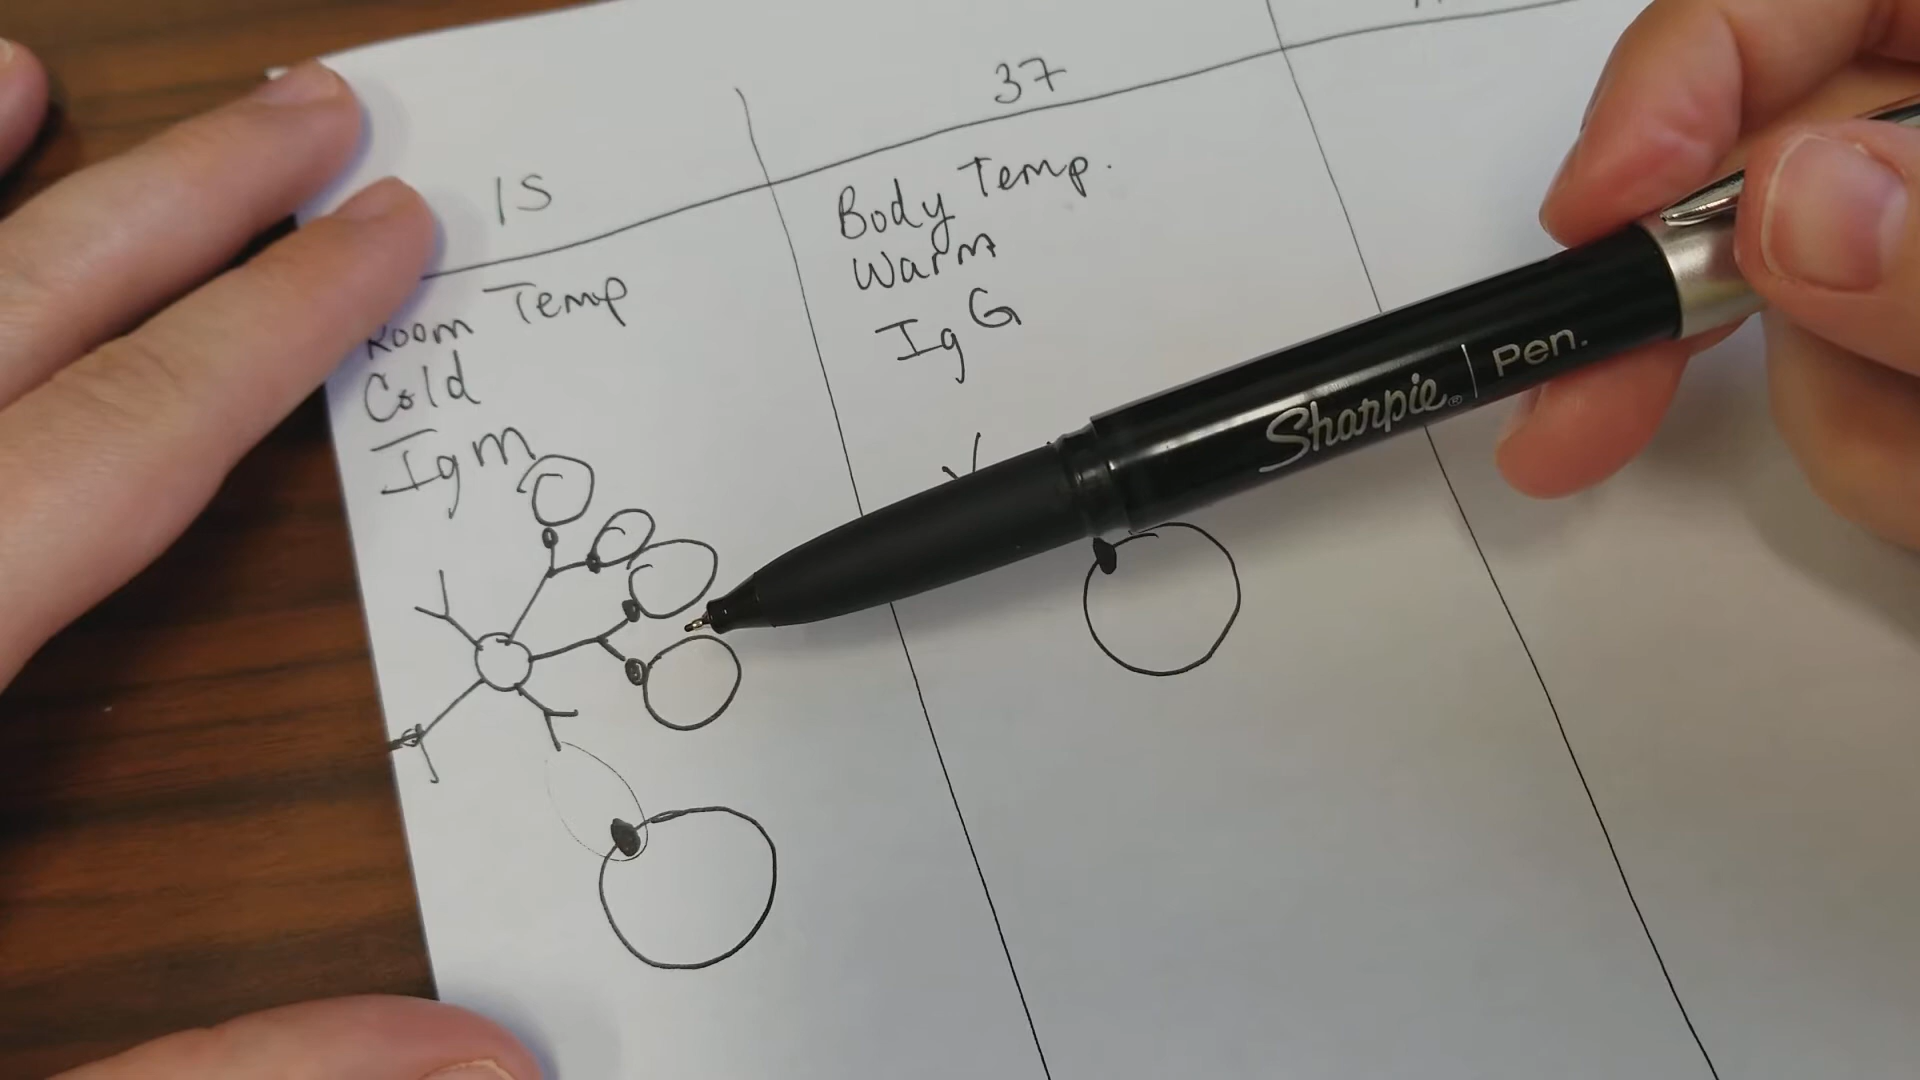 IS
Room Temp
Cold
IgM
37
Body Temp.
Warm
IgG
Sharpie® | Pen.